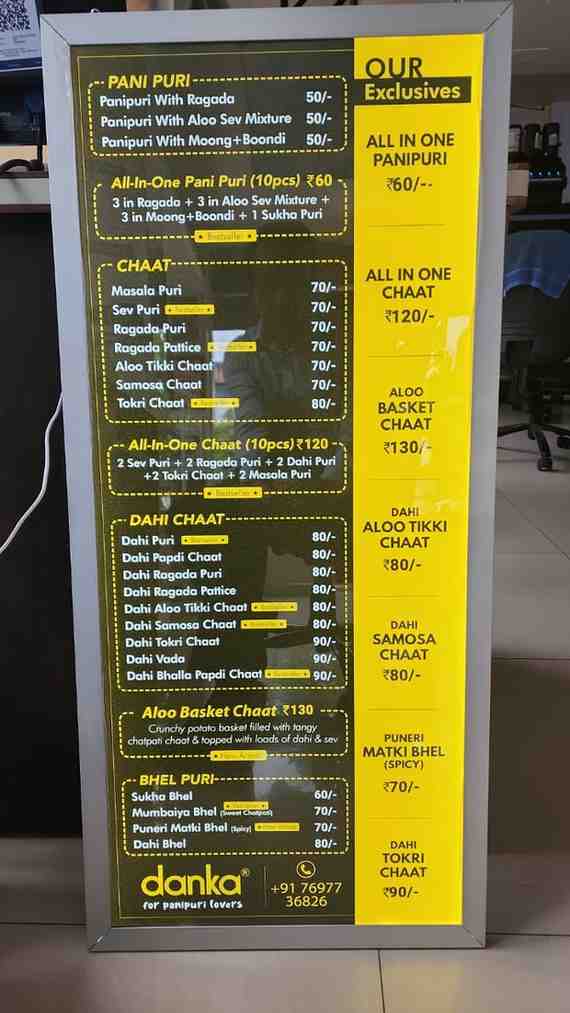 PANI PURI
Panipuri With Ragada 50/-
Panipuri With Aloo Sev Mixture 50/-
Panipuri With Moong+Boondi 50/-
All-In-One Pani Puri (10pcs) ₹60
3 in Ragada + 3 in Aloo Sev Mixture +
3 in Moong+Boondi + 1 Sukha Puri
Bestseller
CHAAT
Masala Puri 70/-
Sev Puri Bestseller 70/-
Ragada Puri 70/-
Ragada Pattice Bestseller 70/-
Aloo Tikki Chaat 70/-
Samosa Chaat 70/-
Tokri Chaat Bestseller 80/-
All-In-One Chaat (10pcs) ₹120
2 Sev Puri + 2 Ragada Puri + 2 Dahi Puri
+2 Tokri Chaat + 2 Masala Puri
Bestseller
DAHI CHAAT
Dahi Puri Bestseller 80/-
Dahi Papdi Chaat 80/-
Dahi Ragada Puri 80/-
Dahi Ragada Pattice 80/-
Dahi Aloo Tikki Chaat Bestseller 80/-
Dahi Samosa Chaat Bestseller 80/-
Dahi Tokri Chaat 90/-
Dahi Vada 90/-
Dahi Bhalla Papdi Chaat Bestseller 90/-
Aloo Basket Chaat ₹130
Crunchy potato basket filled with tangy
chatpati chaat & topped with loads of dahi & sev
New Arrival
BHEL PURI
Sukha Bhel 60/-
Mumbaiya Bhel (Sweet Chatpati) 70/-
Puneri Matki Bhel (Spicy) 70/-
Dahi Bhel 80/-
danka®
for panipuri lovers
+91 76977
36826
OUR
Exclusives
ALL IN ONE
PANIPURI
₹60/--
ALL IN ONE
CHAAT
₹120/-
ALOO
BASKET
CHAAT
₹130/-
DAHI
ALOO TIKKI
CHAAT
₹80/-
DAHI
SAMOSA
CHAAT
₹80/-
PUNERI
MATKI BHEL
(SPICY)
₹70/-
DAHI
TOKRI
CHAAT
₹90/-